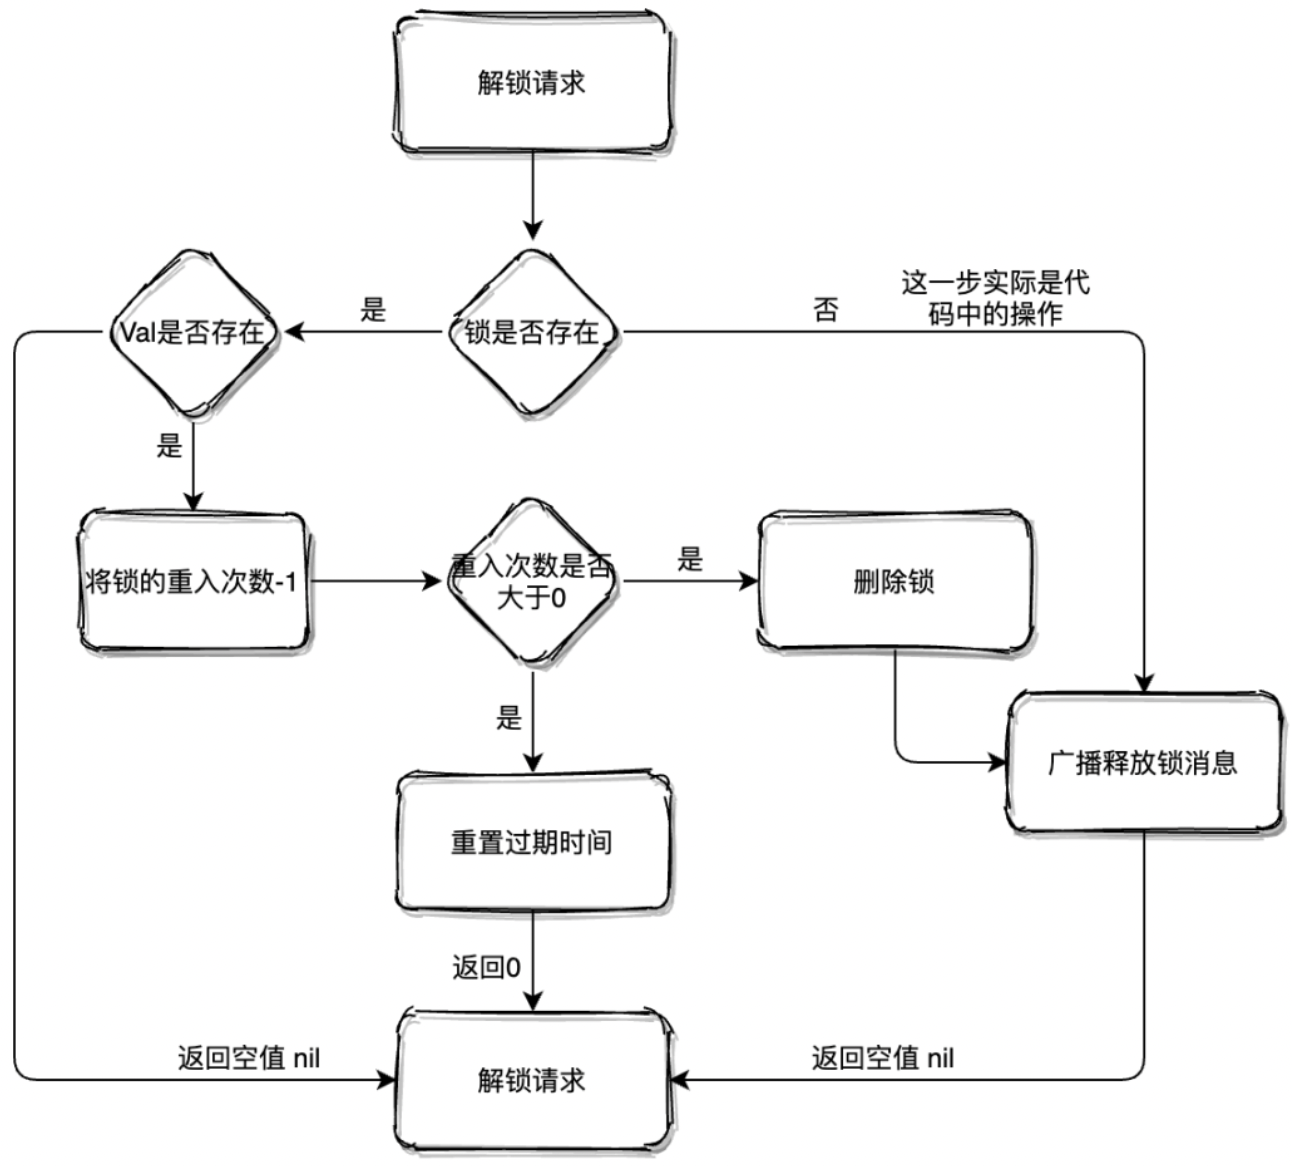 解锁请求
这一步实际是代
码中的操作
是
否
Val是否存在
锁是否存在
是
将锁的重入次数-1
重入次数是否
大于0
是
删除锁
是
广播释放锁消息
重置过期时间
返回0
返回空值 nil
返回空值 nil
解锁请求